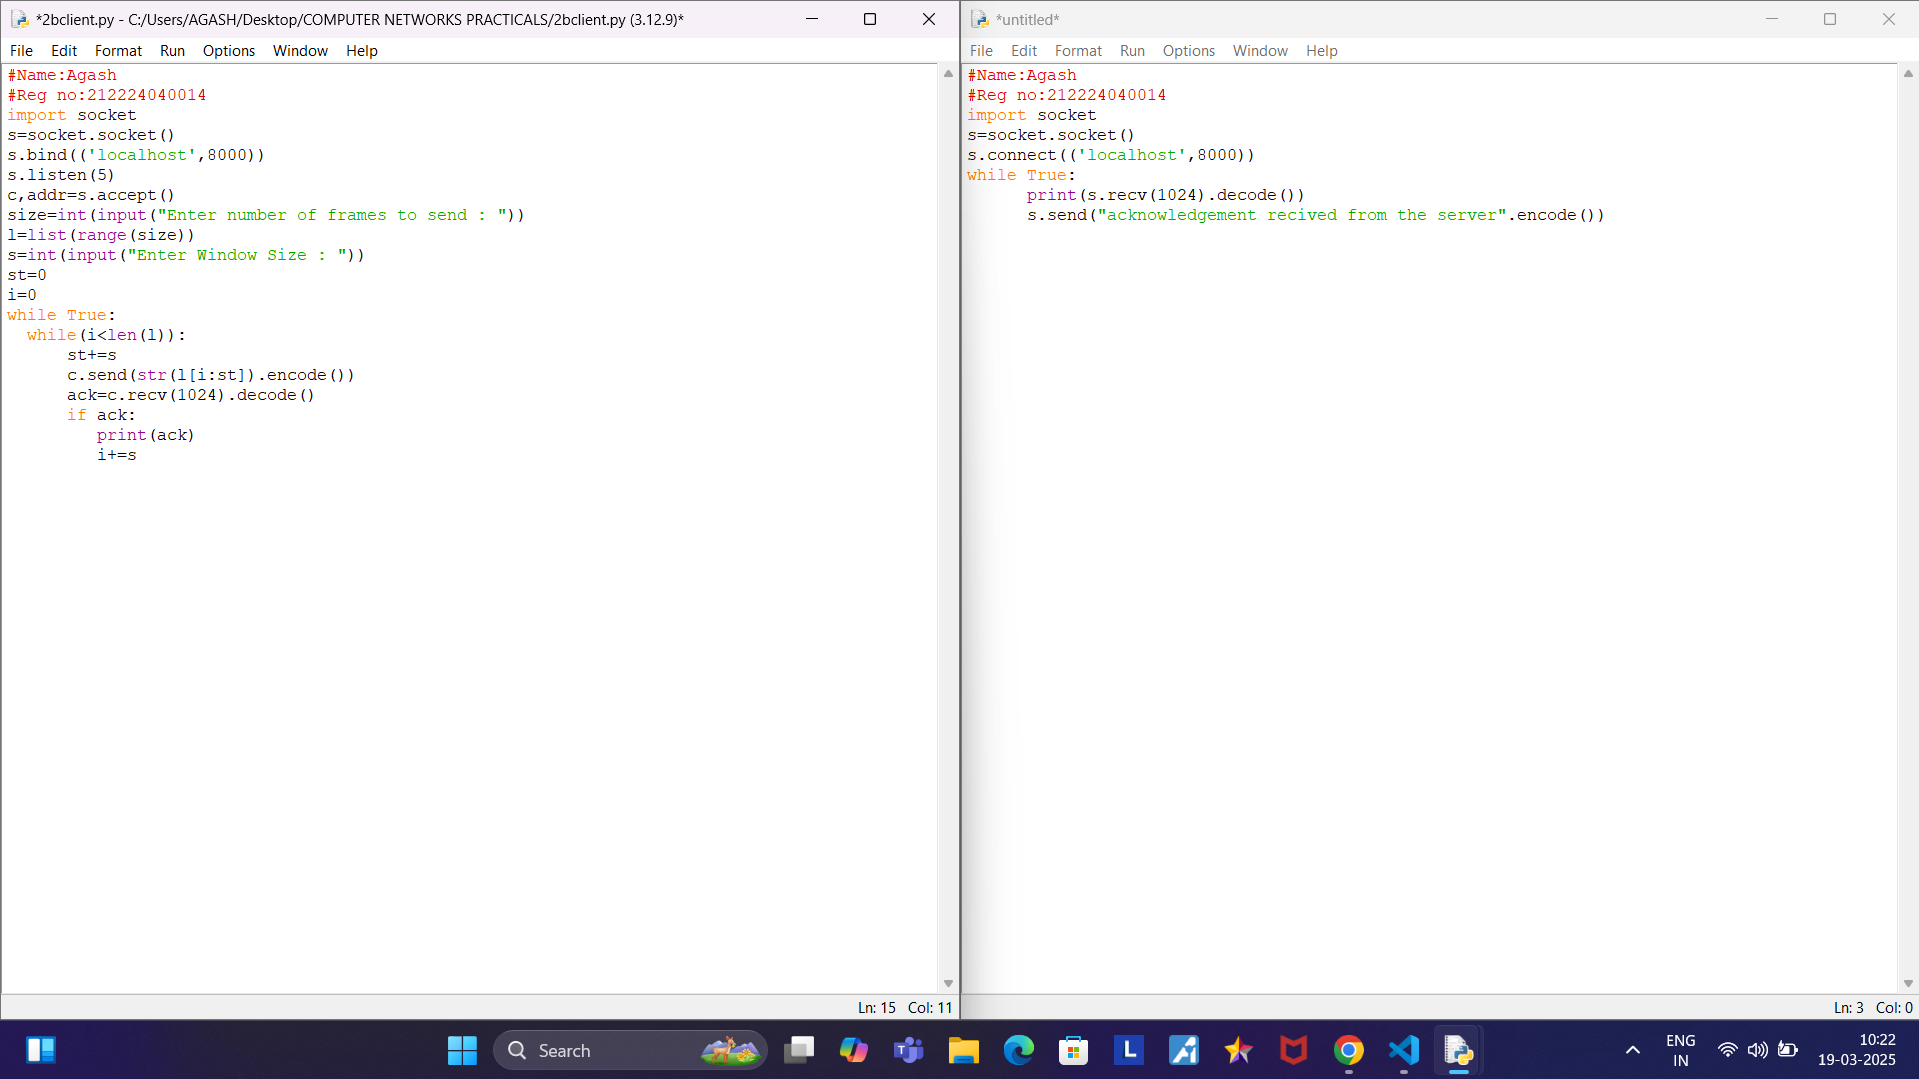 *2bclient.py - C:/Users/AGASH/Desktop/COMPUTER NETWORKS PRACTICALS/2bclient.py (3.12.9)*
File Edit Format Run Options Window Help
#Name:Agash
#Reg no:212224040014
import socket
s=socket.socket()
s.bind(('localhost',8000))
s.listen(5)
c,addr=s.accept()
size=int(input("Enter number of frames to send : "))
l=list(range(size))
s=int(input("Enter Window Size : "))
st=0
i=0
while True:
  while(i<len(l)):
      st+=s
      c.send(str(l[i:st]).encode())
      ack=c.recv(1024).decode()
      if ack:
         print(ack)
         i+=s
Ln: 15 Col: 11
*untitled*
File Edit Format Run Options Window Help
#Name:Agash
#Reg no:212224040014
import socket
s=socket.socket()
s.connect(('localhost',8000))
while True:
      print(s.recv(1024).decode())
      s.send("acknowledgement recived from the server".encode())
Ln: 3 Col: 0
Search
L
ENG
IN
10:22
19-03-2025